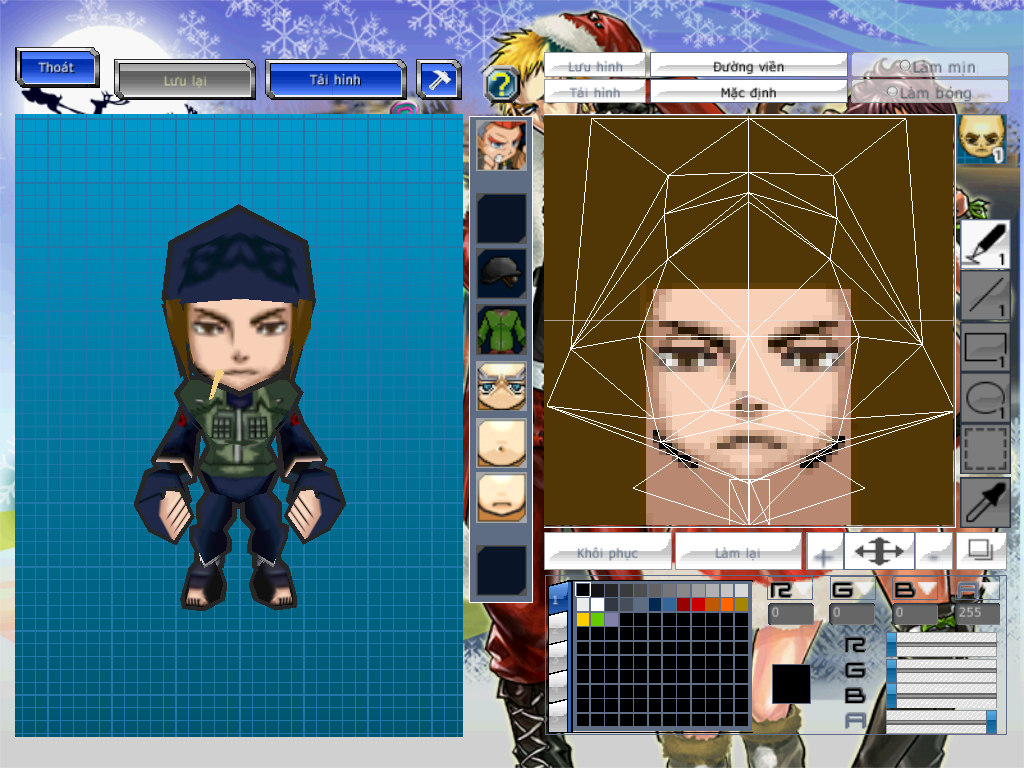 Thoát
Lưu lại
Tải hình
?
Lưu hình
Đường viền
Làm mịn
Tải hình
Mặc định
Làm bóng
1
1
1
1
1
Khôi phục
Làm lại
+
-
1
R G B A
0 0 0 255
R
G
B
A